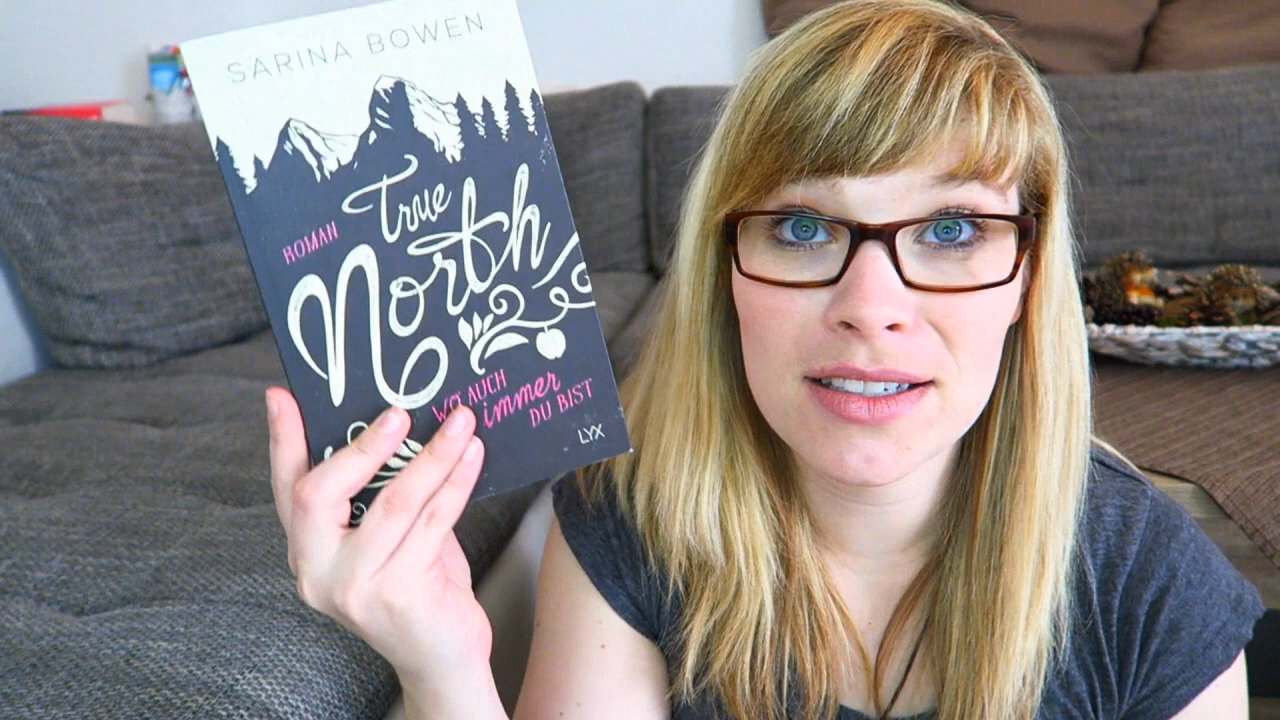 SARINA BOWEN
True
ROMAN
North
WO AUCH
immer
DU BIST
LYX